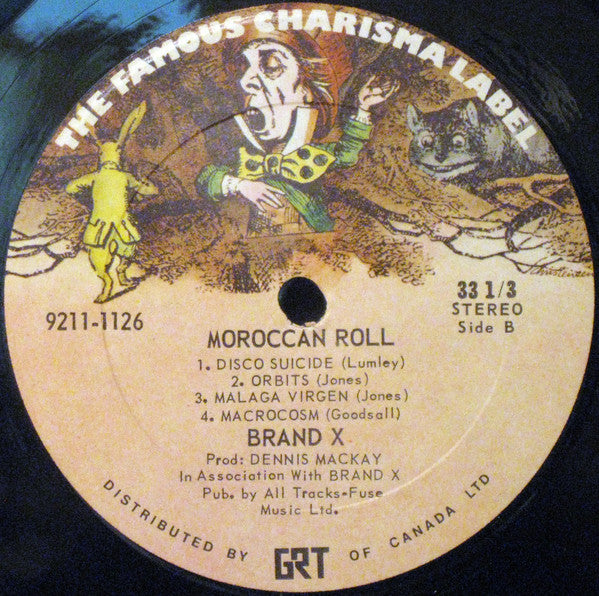 THE FAMOUS CHARISMA LABEL
9211-1126
33 1/3
STEREO
Side B
MOROCCAN ROLL
1. DISCO SUICIDE (Lumley)
2. ORBITS (Jones)
3. MALAGA VIRGEN (Jones)
4. MACROCOSM (Goodsall)
BRAND X
Prod: DENNIS MACKAY
In Association With BRAND X
Pub. by All Tracks-Fuse
Music Ltd.
DISTRIBUTED BY GRT OF CANADA LTD